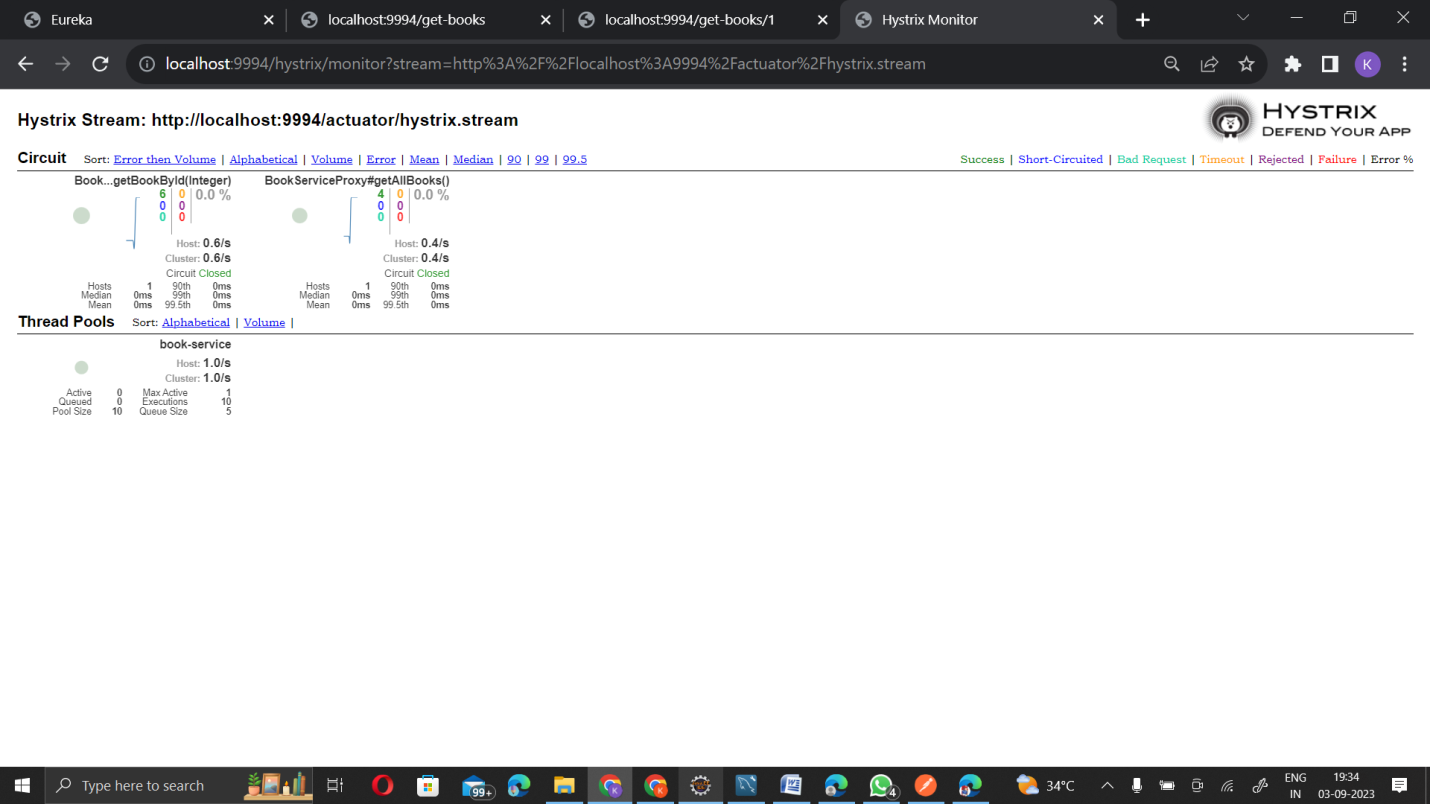 Eureka
localhost:9994/get-books
localhost:9994/get-books/1
Hystrix Monitor
localhost:9994/hystrix/monitor?stream=http%3A%2F%2Flocalhost%3A9994%2Factuator%2Fhystrix.stream
K
Hystrix Stream: http://localhost:9994/actuator/hystrix.stream
HYSTRIX
DEFEND YOUR APP
Circuit Sort: Error then Volume | Alphabetical | Volume | Error | Mean | Median | 90 | 99 | 99.5
Success | Short-Circuited | Bad Request | Timeout | Rejected | Failure | Error %
Book...getBookById(Integer)
6 0 0.0 %
0 0
0 0
Host: 0.6/s
Cluster: 0.6/s
Circuit Closed
Hosts 1 90th 0ms
Median 0ms 99th 0ms
Mean 0ms 99.5th 0ms
BookServiceProxy#getAllBooks()
4 0 0.0 %
0 0
0 0
Host: 0.4/s
Cluster: 0.4/s
Circuit Closed
Hosts 1 90th 0ms
Median 0ms 99th 0ms
Mean 0ms 99.5th 0ms
Thread Pools Sort: Alphabetical | Volume |
book-service
Host: 1.0/s
Cluster: 1.0/s
Active 0 Max Active 1
Queued 0 Executions 10
Pool Size 10 Queue Size 5
Type here to search
99+
4
34°C
ENG
IN
19:34
03-09-2023